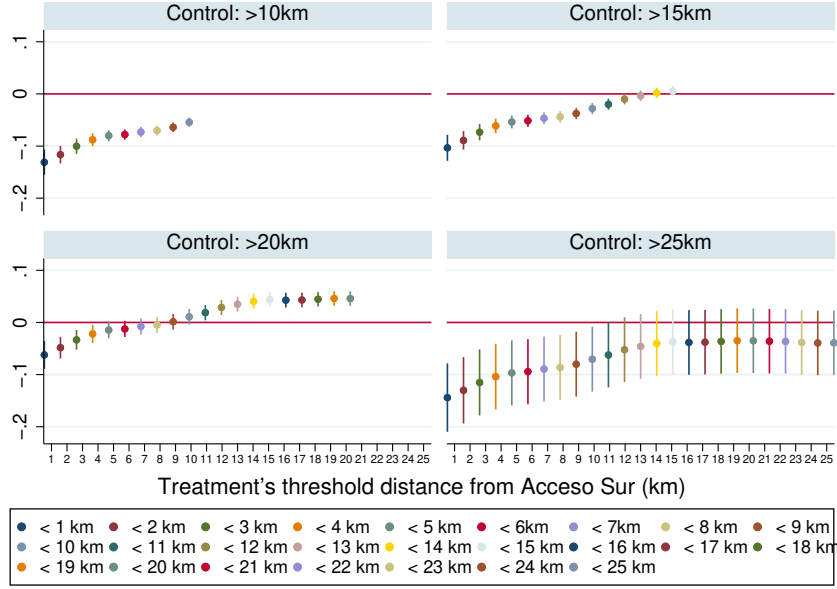 Control: >10km Control: >15km
.1
0
-.1
-.2
Control: >20km Control: >25km
.1
0
-.1
-.2
1 2 3 4 5 6 7 8 9 10 11 12 13 14 15 16 17 18 19 20 21 22 23 24 25 1 2 3 4 5 6 7 8 9 10 11 12 13 14 15 16 17 18 19 20 21 22 23 24 25
Treatment's threshold distance from Acceso Sur (km)
< 1 km < 2 km < 3 km < 4 km < 5 km < 6km < 7km < 8 km < 9 km
< 10 km < 11 km < 12 km < 13 km < 14 km < 15 km < 16 km < 17 km < 18 km
< 19 km < 20 km < 21 km < 22 km < 23 km < 24 km < 25 km